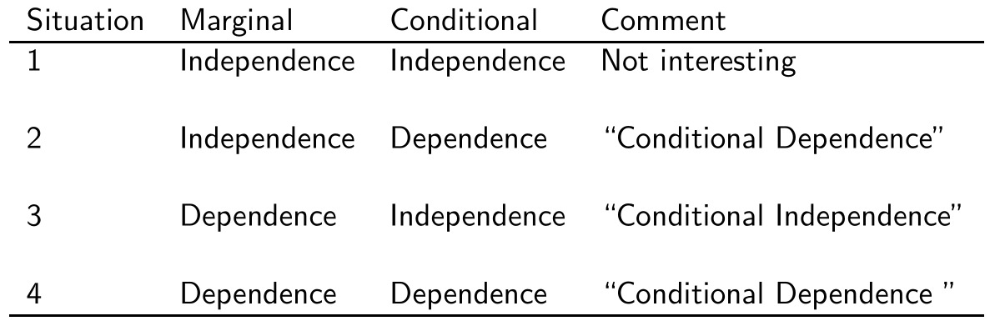 Situation Marginal Conditional Comment
1 Independence Independence Not interesting
2 Independence Dependence “Conditional Dependence”
3 Dependence Independence “Conditional Independence”
4 Dependence Dependence “Conditional Dependence ”